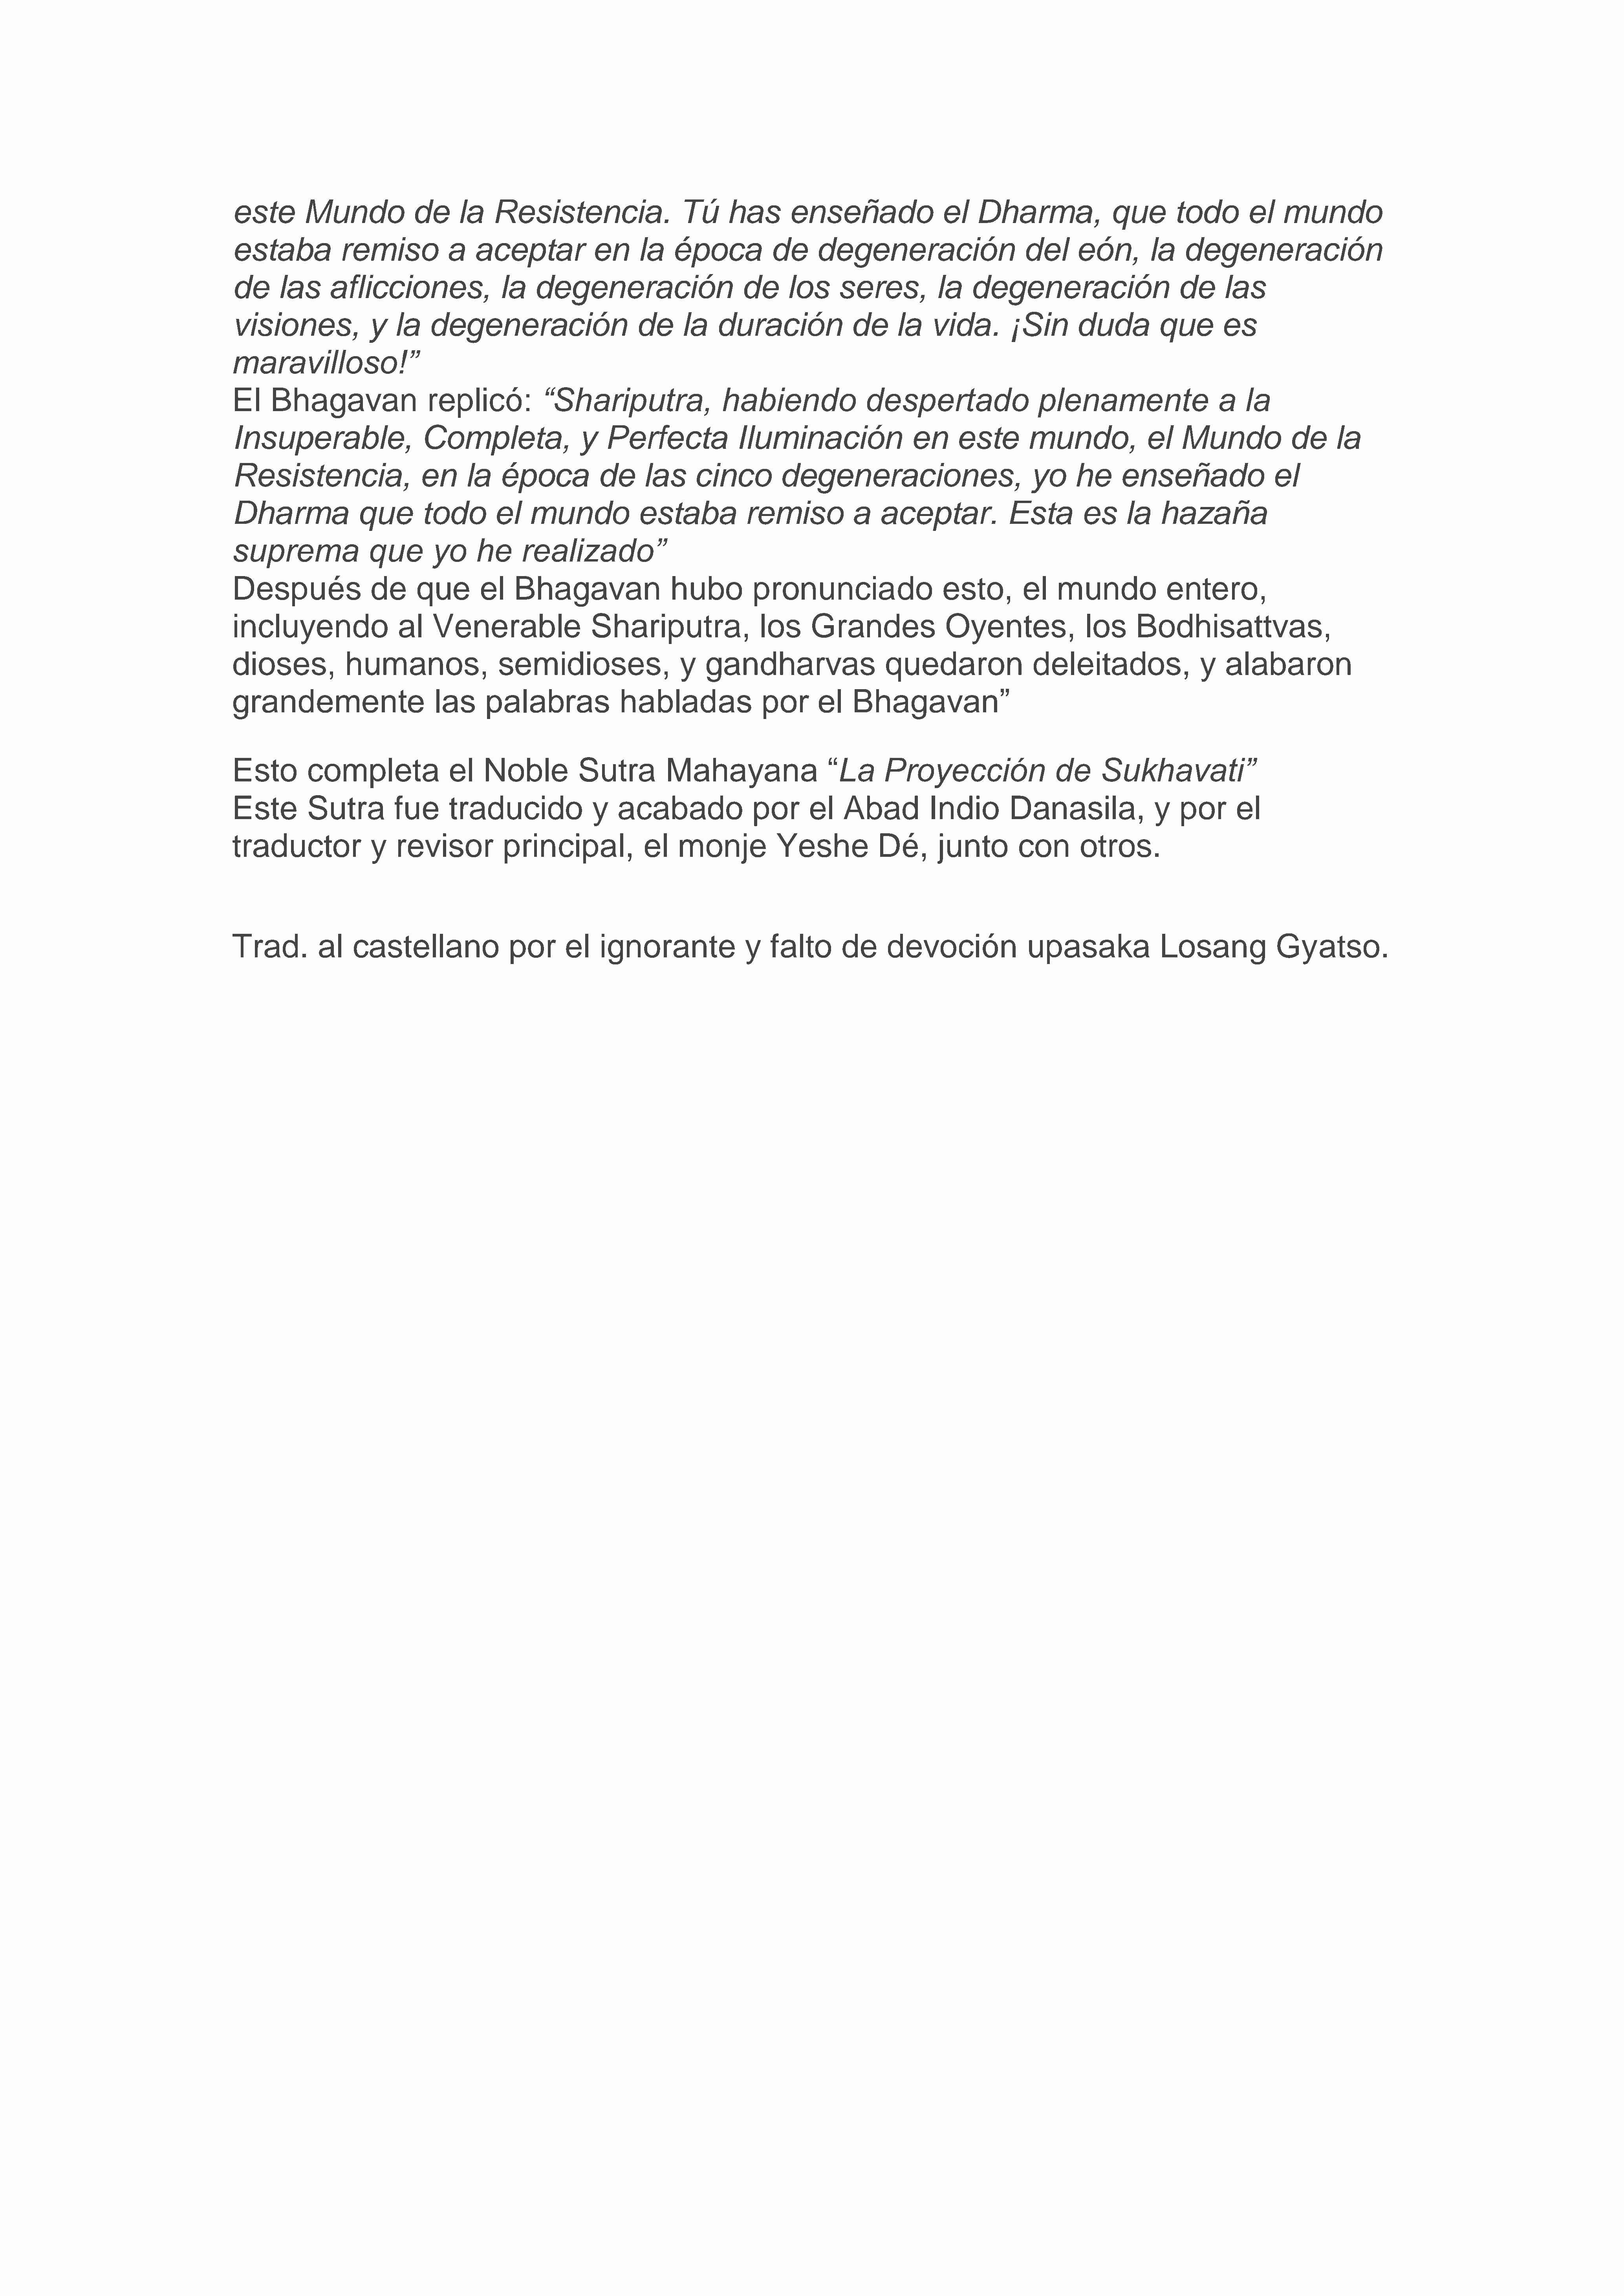 este Mundo de la Resistencia. Tú has enseñado el Dharma, que todo el mundo
estaba remiso a aceptar en la época de degeneración del eón, la degeneración
de las aflicciones, la degeneración de los seres, la degeneración de las
visiones, y la degeneración de la duración de la vida. ¡Sin duda que es
maravilloso!”
El Bhagavan replicó: “Shariputra, habiendo despertado plenamente a la
Insuperable, Completa, y Perfecta Iluminación en este mundo, el Mundo de la
Resistencia, en la época de las cinco degeneraciones, yo he enseñado el
Dharma que todo el mundo estaba remiso a aceptar. Esta es la hazaña
suprema que yo he realizado”
Después de que el Bhagavan hubo pronunciado esto, el mundo entero,
incluyendo al Venerable Shariputra, los Grandes Oyentes, los Bodhisattvas,
dioses, humanos, semidioses, y gandharvas quedaron deleitados, y alabaron
grandemente las palabras habladas por el Bhagavan”
Esto completa el Noble Sutra Mahayana “La Proyección de Sukhavati”
Este Sutra fue traducido y acabado por el Abad Indio Danasila, y por el
traductor y revisor principal, el monje Yeshe Dé, junto con otros.
Trad. al castellano por el ignorante y falto de devoción upasaka Losang Gyatso.